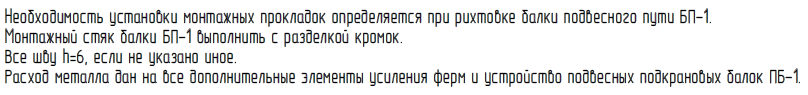 Необходимость установки монтажных прокладок определяется при рихтовке балки подвесного пути БП-1.
Монтажный стяк балки БП-1 выполнить с разделкой кромок.
Все шву h=6, если не указано иное.
Расход металла дан на все дополнительные элементы усиления ферм и устройство подвесных подкрановых балок ПБ-1.